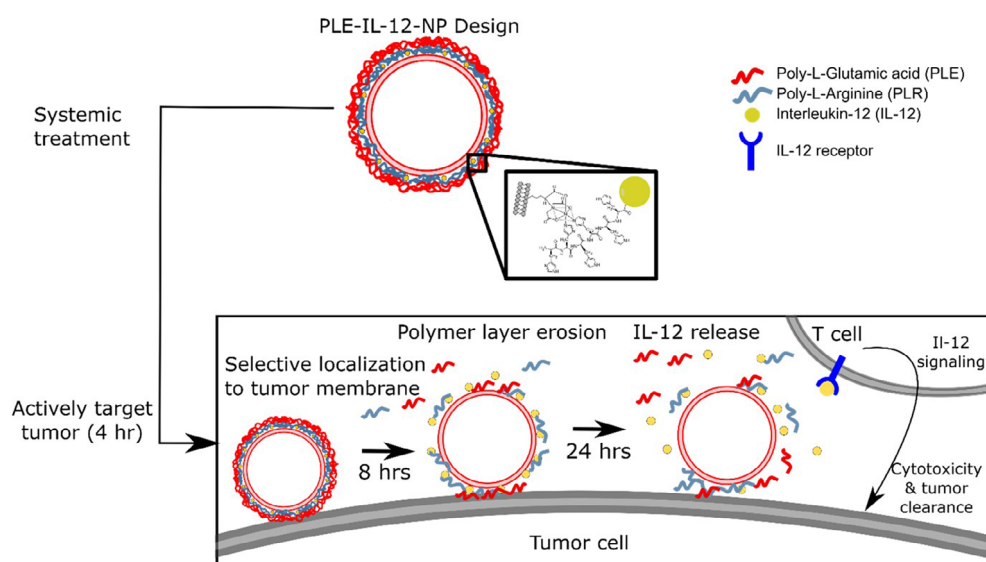 PLE-IL-12-NP Design
Systemic
treatment
Poly-L-Glutamic acid (PLE)
Poly-L-Arginine (PLR)
Interleukin-12 (IL-12)
IL-12 receptor
Polymer layer erosion
IL-12 release
T cell
Il-12
signaling
Selective localization
to tumor membrane
Actively target
tumor (4 hr)
8 hrs
24 hrs
Cytotoxicity
& tumor
clearance
Tumor cell